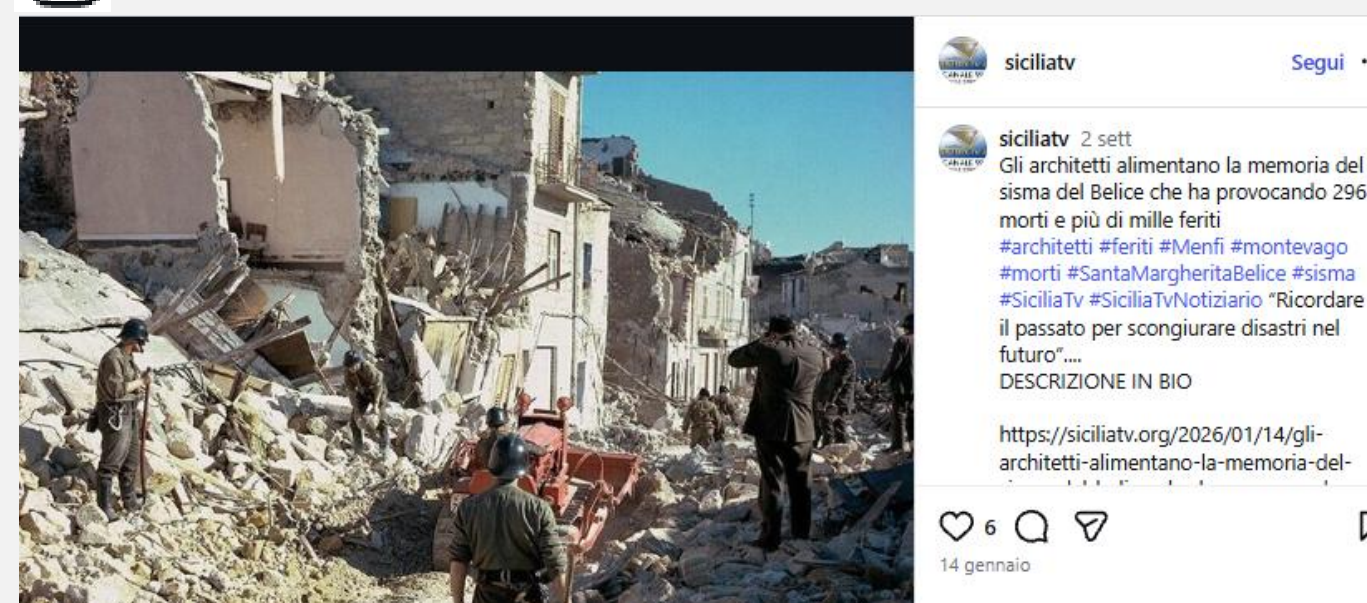 siciliatv
Segui
siciliatv 2 sett
Gli architetti alimentano la memoria del
sisma del Belice che ha provocando 296
morti e più di mille feriti
#architetti #feriti #Menfi #montevago
#morti #SantaMargheritaBelice #sisma
#SiciliaTv #SiciliaTvNotiziario “Ricordare
il passato per scongiurare disastri nel
futuro”....
DESCRIZIONE IN BIO
https://siciliatv.org/2026/01/14/gli-
architetti-alimentano-la-memoria-del-
6
14 gennaio